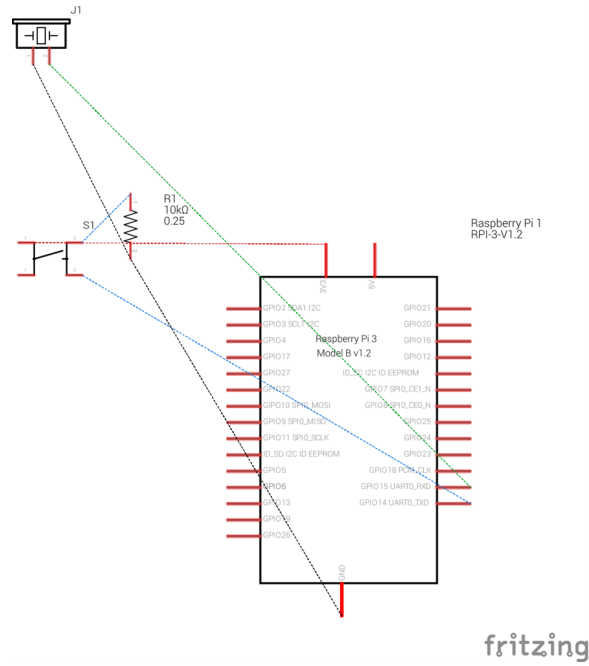 J1
S1
R1
10kΩ
0.25
Raspberry Pi 1
RPI-3-V1.2
3V3
5V
GPIO2 SDA1 I2C
GPIO3 SCL1 I2C
GPIO4
GPIO17
GPIO27
GPIO22
GPIO10 SPI0_MOSI
GPIO9 SPI0_MISO
GPIO11 SPI0_SCLK
ID_SD I2C ID EEPROM
GPIO5
GPIO6
GPIO13
GPIO19
GPIO26
Raspberry Pi 3
Model B v1.2
GPIO21
GPIO20
GPIO16
GPIO12
ID_SC I2C ID EEPROM
GPIO7 SPI0_CE1_N
GPIO8 SPI0_CE0_N
GPIO25
GPIO24
GPIO23
GPIO18 PCM_CLK
GPIO15 UART0_RXD
GPIO14 UART0_TXD
GND
fritzing